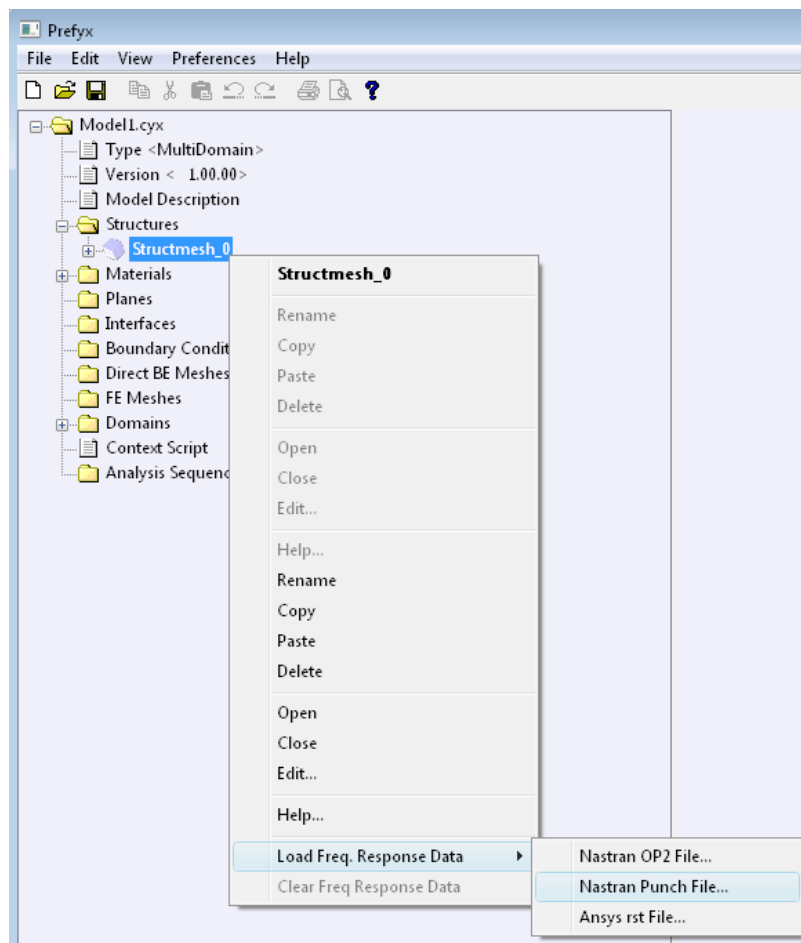 Prefyx
File Edit View Preferences Help
Model1.cyx
Type <MultiDomain>
Version < 1.00.00>
Model Description
Structures
Structmesh_0
Materials
Planes
Interfaces
Boundary Condit
Direct BE Meshes
FE Meshes
Domains
Context Script
Analysis Sequenc
Structmesh_0
Rename
Copy
Paste
Delete
Open
Close
Edit...
Help...
Rename
Copy
Paste
Delete
Open
Close
Edit...
Help...
Load Freq. Response Data
Clear Freq Response Data
Nastran OP2 File...
Nastran Punch File...
Ansys rst File...